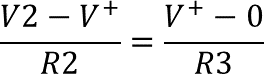 (V2 − V⁺)/R2 = (V⁺ − 0)/R3